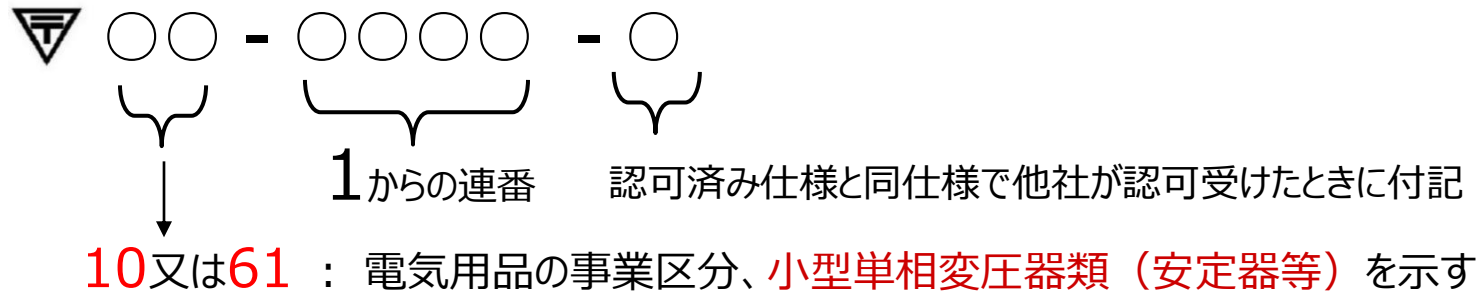 〒 ○○ - ○○○○ - ○
1からの連番 認可済み仕様と同仕様で他社が認可受けたときに付記
10又は61 : 電気用品の事業区分、小型単相変圧器類（安定器等）を示す